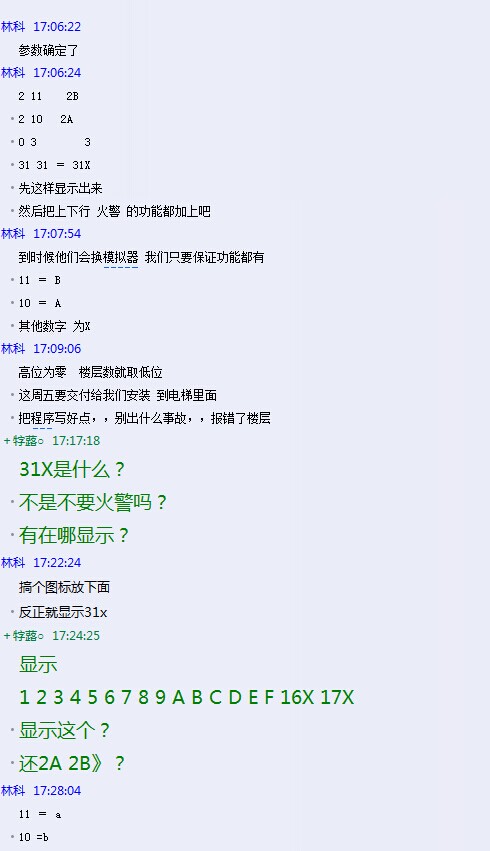 林科 17:06:22
参数确定了
林科 17:06:24
2 11 2B
2 10 2A
0 3 3
31 31 = 31X
先这样显示出来
然后把上下行 火警 的功能都加上吧
林科 17:07:54
到时候他们会换模拟器 我们只要保证功能都有
11 = B
10 = A
其他数字 为X
林科 17:09:06
高位为零 楼层数就取低位
这周五要交付给我们安装 到电梯里面
把程序写好点，，别出什么事故，，报错了楼层
17:17:18
31X是什么？
不是不要火警吗？
有在哪显示？
林科 17:22:24
搞个图标放下面
反正就显示31x
17:24:25
显示
1 2 3 4 5 6 7 8 9 A B C D E F 16X 17X
显示这个？
还2A 2B》？
林科 17:28:04
11 = a
10 =b